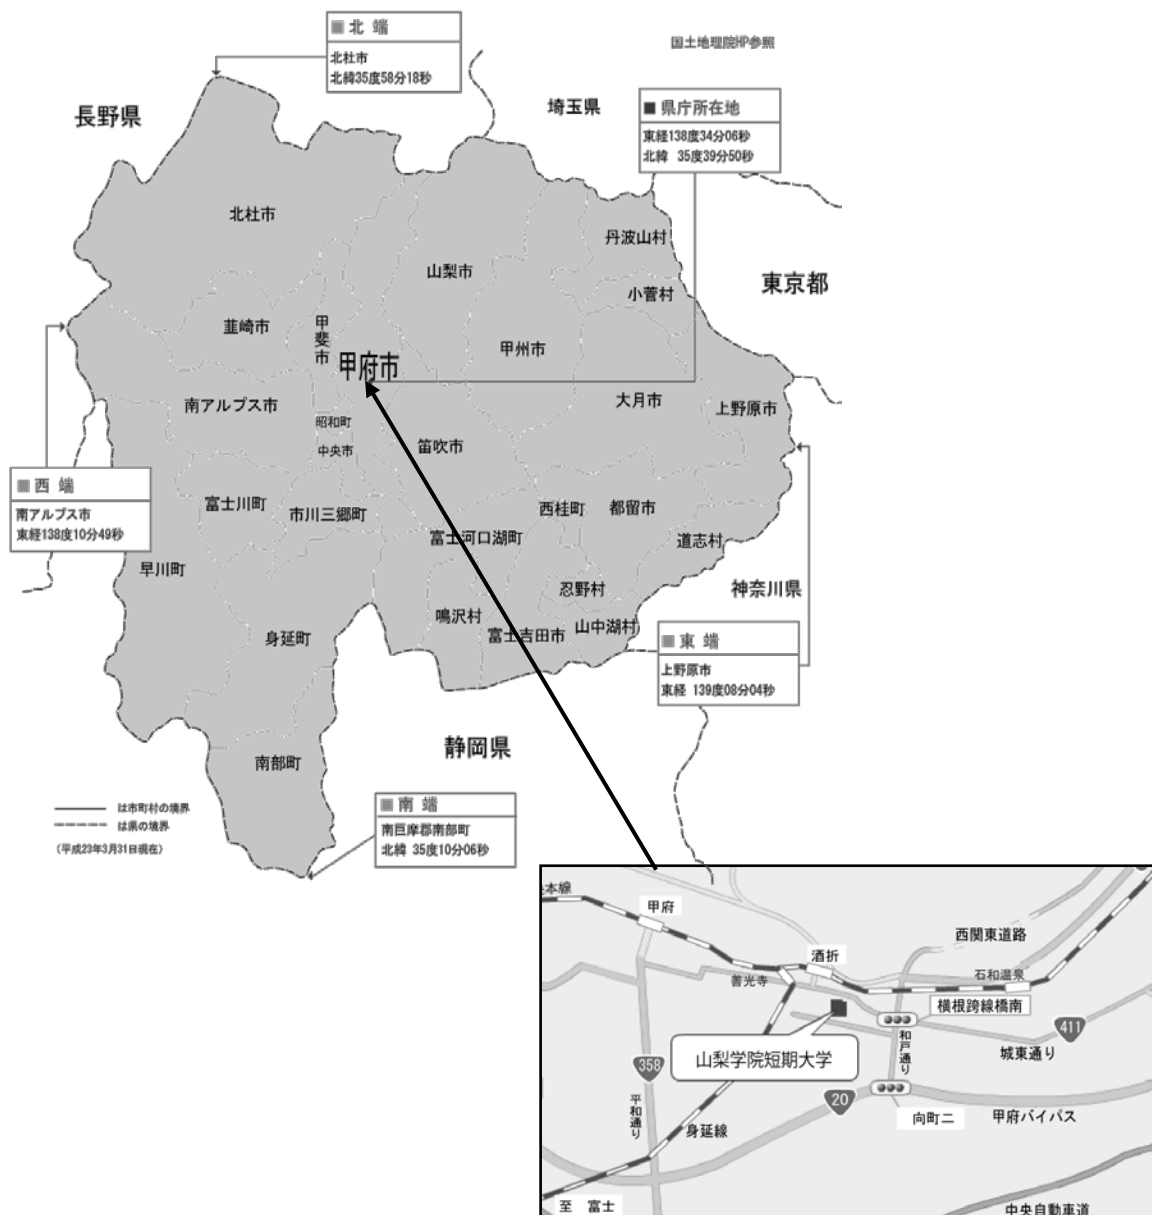 ■ 北 端
北杜市
北緯35度58分18秒
国土地理院HP参照
長野県
埼玉県
■ 県庁所在地
東経138度34分06秒
北緯 35度39分50秒
北杜市
丹波山村
山梨市
東京都
小菅村
韮崎市
甲斐市
甲州市
甲府市
南アルプス市
大月市
上野原市
昭和町
中央市
笛吹市
■ 西 端
南アルプス市
東経138度10分49秒
富士川町
市川三郷町
西桂町
都留市
富士河口湖町
道志村
早川町
忍野村
神奈川県
鳴沢村
富士吉田市
山中湖村
身延町
■ 東 端
上野原市
東経 139度08分04秒
静岡県
南部町
は市町村の境界
は県の境界
(平成23年3月31日現在)
■ 南 端
南巨摩郡南部町
北緯 35度10分06秒
本線
甲府
西関東道路
酒折
善光寺
石和温泉
横根跨線橋南
411
和戸通り
城東通り
山梨学院短期大学
358
20
平和通り
身延線
向町二
甲府バイパス
至 富士
中央自動車道